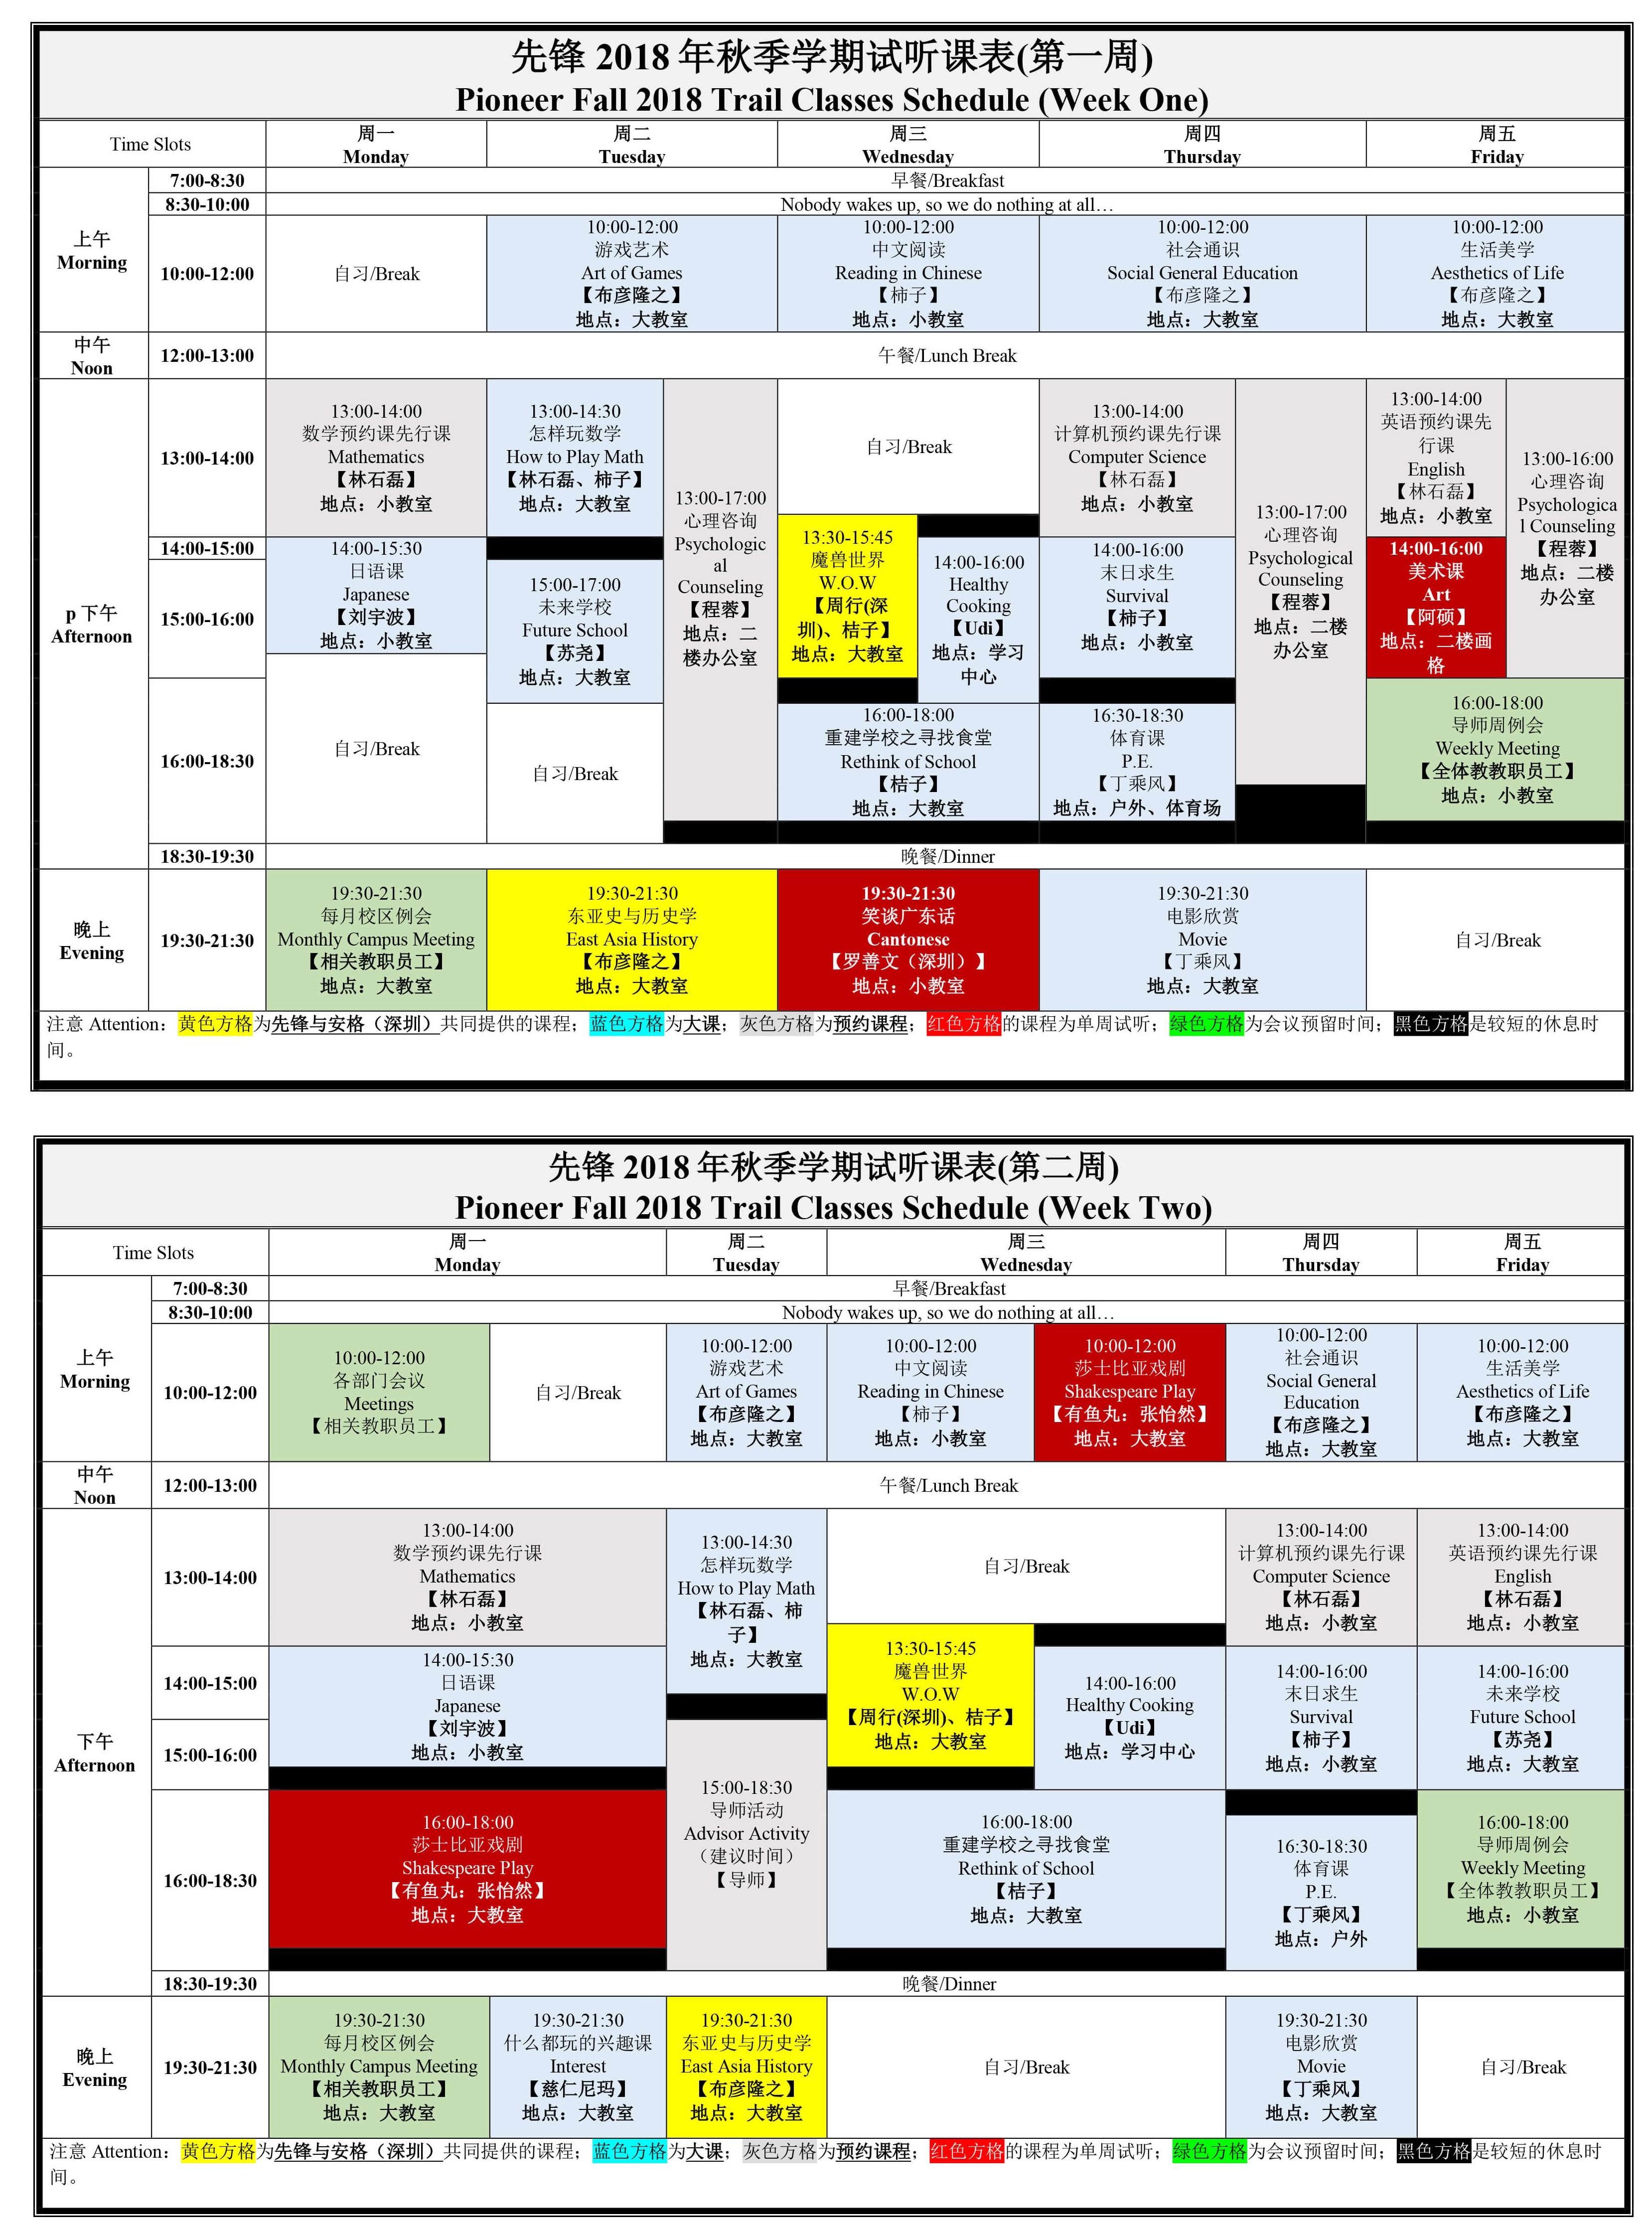 先锋 2018 年秋季学期试听课表(第一周)
Pioneer Fall 2018 Trail Classes Schedule (Week One)
Time Slots
周一
Monday
周二
Tuesday
周三
Wednesday
周四
Thursday
周五
Friday
上午
Morning
7:00-8:30
早餐/Breakfast
8:30-10:00
Nobody wakes up, so we do nothing at all…
10:00-12:00
自习/Break
10:00-12:00
游戏艺术
Art of Games
【布彦隆之】
地点：大教室
10:00-12:00
中文阅读
Reading in Chinese
【柿子】
地点：小教室
10:00-12:00
社会通识
Social General Education
【布彦隆之】
地点：大教室
10:00-12:00
生活美学
Aesthetics of Life
【布彦隆之】
地点：大教室
中午
Noon
12:00-13:00
午餐/Lunch Break
p 下午
Afternoon
13:00-14:00
14:00-15:00
15:00-16:00
16:00-18:30
13:00-14:00
数学预约课先行课
Mathematics
【林石磊】
地点：小教室
14:00-15:30
日语课
Japanese
【刘宇波】
地点：小教室
自习/Break
13:00-14:30
怎样玩数学
How to Play Math
【林石磊、柿子】
地点：大教室
15:00-17:00
未来学校
Future School
【苏尧】
地点：大教室
自习/Break
13:00-17:00
心理咨询
Psychologic
al
Counseling
【程蓉】
地点：二
楼办公室
自习/Break
13:30-15:45
魔兽世界
W.O.W
【周行(深
圳)、桔子】
地点：大教室
14:00-16:00
Healthy
Cooking
【Udi】
地点：学习
中心
16:00-18:00
重建学校之寻找食堂
Rethink of School
【桔子】
地点：大教室
13:00-14:00
计算机预约课先行课
Computer Science
【林石磊】
地点：小教室
14:00-16:00
末日求生
Survival
【柿子】
地点：小教室
16:30-18:30
体育课
P.E.
【丁乘风】
地点：户外、体育场
13:00-17:00
心理咨询
Psychological
Counseling
【程蓉】
地点：二楼
办公室
13:00-14:00
英语预约课先
行课
English
【林石磊】
地点：小教室
14:00-16:00
美术课
Art
【阿硕】
地点：二楼画
格
13:00-16:00
心理咨询
Psychologica
l Counseling
【程蓉】
地点：二楼
办公室
16:00-18:00
导师周例会
Weekly Meeting
【全体教教职员工】
地点：小教室
18:30-19:30
晚餐/Dinner
晚上
Evening
19:30-21:30
19:30-21:30
每月校区例会
Monthly Campus Meeting
【相关教职员工】
地点：大教室
19:30-21:30
东亚史与历史学
East Asia History
【布彦隆之】
地点：大教室
19:30-21:30
笑谈广东话
Cantonese
【罗善文（深圳）】
地点：小教室
19:30-21:30
电影欣赏
Movie
【丁乘风】
地点：大教室
自习/Break
注意 Attention：黄色方格为先锋与安格（深圳）共同提供的课程；蓝色方格为大课；灰色方格为预约课程；红色方格的课程为单周试听；绿色方格为会议预留时间；黑色方格是较短的休息时
间。
先锋 2018 年秋季学期试听课表(第二周)
Pioneer Fall 2018 Trail Classes Schedule (Week Two)
Time Slots
周一
Monday
周二
Tuesday
周三
Wednesday
周四
Thursday
周五
Friday
上午
Morning
7:00-8:30
早餐/Breakfast
8:30-10:00
Nobody wakes up, so we do nothing at all…
10:00-12:00
10:00-12:00
各部门会议
Meetings
【相关教职员工】
自习/Break
10:00-12:00
游戏艺术
Art of Games
【布彦隆之】
地点：大教室
10:00-12:00
中文阅读
Reading in Chinese
【柿子】
地点：小教室
10:00-12:00
莎士比亚戏剧
Shakespeare Play
【有鱼丸：张怡然】
地点：大教室
10:00-12:00
社会通识
Social General
Education
【布彦隆之】
地点：大教室
10:00-12:00
生活美学
Aesthetics of Life
【布彦隆之】
地点：大教室
中午
Noon
12:00-13:00
午餐/Lunch Break
下午
Afternoon
13:00-14:00
14:00-15:00
15:00-16:00
16:00-18:30
13:00-14:00
数学预约课先行课
Mathematics
【林石磊】
地点：小教室
14:00-15:30
日语课
Japanese
【刘宇波】
地点：小教室
16:00-18:00
莎士比亚戏剧
Shakespeare Play
【有鱼丸：张怡然】
地点：大教室
13:00-14:30
怎样玩数学
How to Play Math
【林石磊、柿
子】
地点：大教室
15:00-18:30
导师活动
Advisor Activity
（建议时间）
【导师】
自习/Break
13:30-15:45
魔兽世界
W.O.W
【周行(深圳)、桔子】
地点：大教室
14:00-16:00
Healthy Cooking
【Udi】
地点：学习中心
16:00-18:00
重建学校之寻找食堂
Rethink of School
【桔子】
地点：大教室
13:00-14:00
计算机预约课先行课
Computer Science
【林石磊】
地点：小教室
14:00-16:00
末日求生
Survival
【柿子】
地点：小教室
16:30-18:30
体育课
P.E.
【丁乘风】
地点：户外
13:00-14:00
英语预约课先行课
English
【林石磊】
地点：小教室
14:00-16:00
未来学校
Future School
【苏尧】
地点：大教室
16:00-18:00
导师周例会
Weekly Meeting
【全体教教职员工】
地点：小教室
18:30-19:30
晚餐/Dinner
晚上
Evening
19:30-21:30
19:30-21:30
每月校区例会
Monthly Campus Meeting
【相关教职员工】
地点：大教室
19:30-21:30
什么都玩的兴趣课
Interest
【慈仁尼玛】
地点：大教室
19:30-21:30
东亚史与历史学
East Asia History
【布彦隆之】
地点：大教室
自习/Break
19:30-21:30
电影欣赏
Movie
【丁乘风】
地点：大教室
自习/Break
注意 Attention：黄色方格为先锋与安格（深圳）共同提供的课程；蓝色方格为大课；灰色方格为预约课程；红色方格的课程为单周试听；绿色方格为会议预留时间；黑色方格是较短的休息时
间。